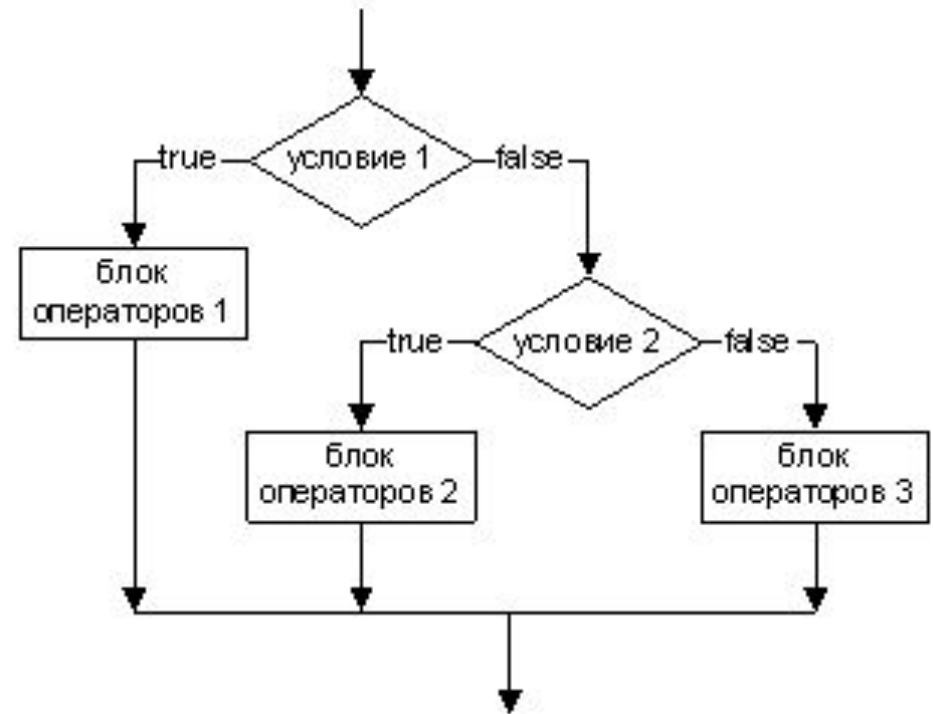 true
условие 1
false
блок
операторов 1
true
условие 2
false
блок
операторов 2
блок
операторов 3